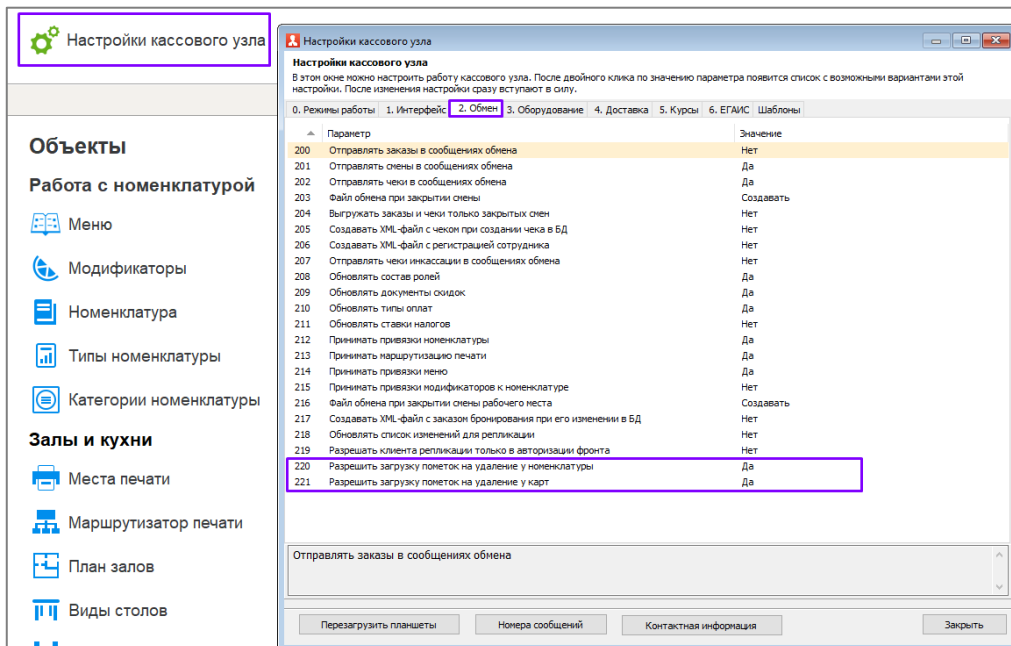 Настройки кассового узла
Объекты
Работа с номенклатурой
Меню
Модификаторы
Номенклатура
Типы номенклатуры
Категории номенклатуры
Залы и кухни
Места печати
Маршрутизатор печати
План залов
Виды столов
Настройки кассового узла
Настройки кассового узла
В этом окне можно настроить работу кассового узла. После двойного клика по значению параметра появится список с возможными вариантами этой
настройки. После изменения настройки сразу вступают в силу.
0. Режимы работы 1. Интерфейс 2. Обмен 3. Оборудование 4. Доставка 5. Курсы 6. ЕГАИС Шаблоны
Параметр Значение
200 Отправлять заказы в сообщениях обмена Нет
201 Отправлять смены в сообщениях обмена Да
202 Отправлять чеки в сообщениях обмена Да
203 Файл обмена при закрытии смены Создавать
204 Выгружать заказы и чеки только закрытых смен Нет
205 Создавать XML-файл с чеком при создании чека в БД Нет
206 Создавать XML-файл с регистрацией сотрудника Нет
207 Отправлять чеки инкассации в сообщениях обмена Нет
208 Обновлять состав ролей Да
209 Обновлять документы скидок Да
210 Обновлять типы оплат Да
211 Обновлять ставки налогов Нет
212 Принимать привязки номенклатуры Да
213 Принимать маршрутизацию печати Да
214 Принимать привязки меню Да
215 Принимать привязки модификаторов к номенклатуре Нет
216 Файл обмена при закрытии смены рабочего места Создавать
217 Создавать XML-файл с заказом бронирования при его изменении в БД Нет
218 Обновлять список изменений для репликации Нет
219 Разрешать клиента репликации только в авторизации фронта Нет
220 Разрешить загрузку пометок на удаление у номенклатуры Да
221 Разрешить загрузку пометок на удаление у карт Да
Отправлять заказы в сообщениях обмена
Перезагрузить планшеты Номера сообщений Контактная информация Закрыть